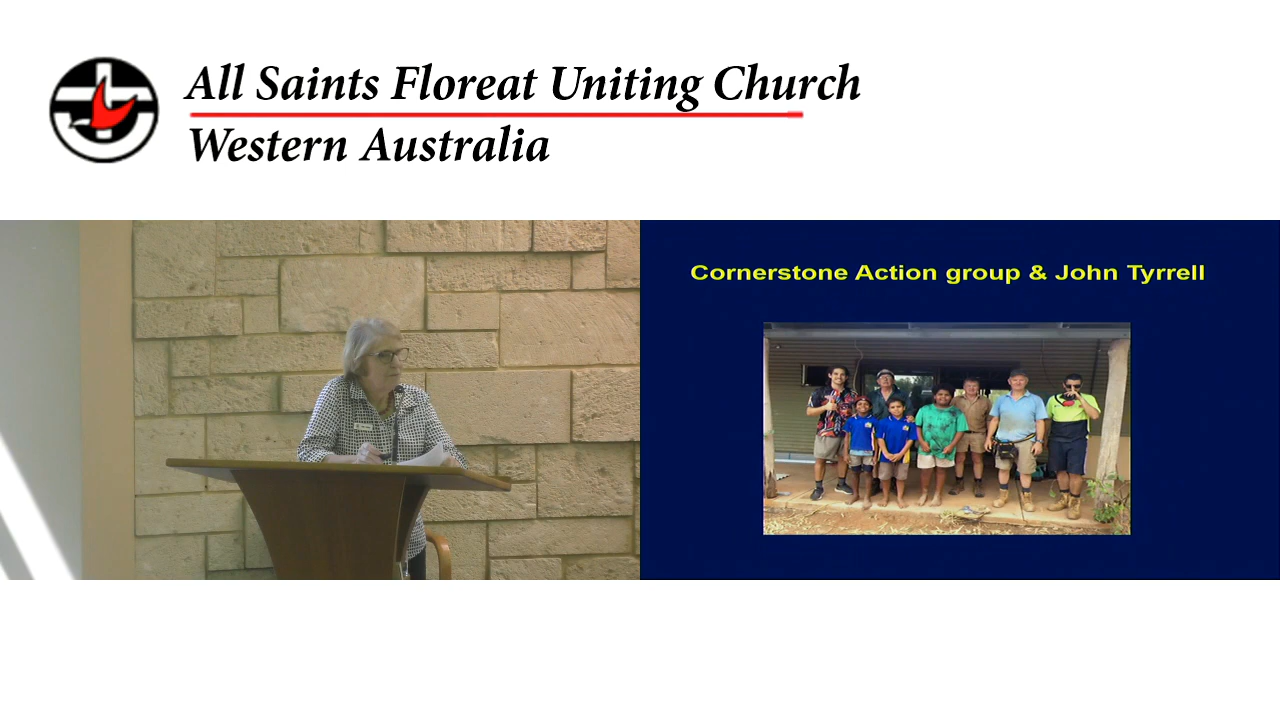 All Saints Floreat Uniting Church
Western Australia
Cornerstone Action group & John Tyrrell